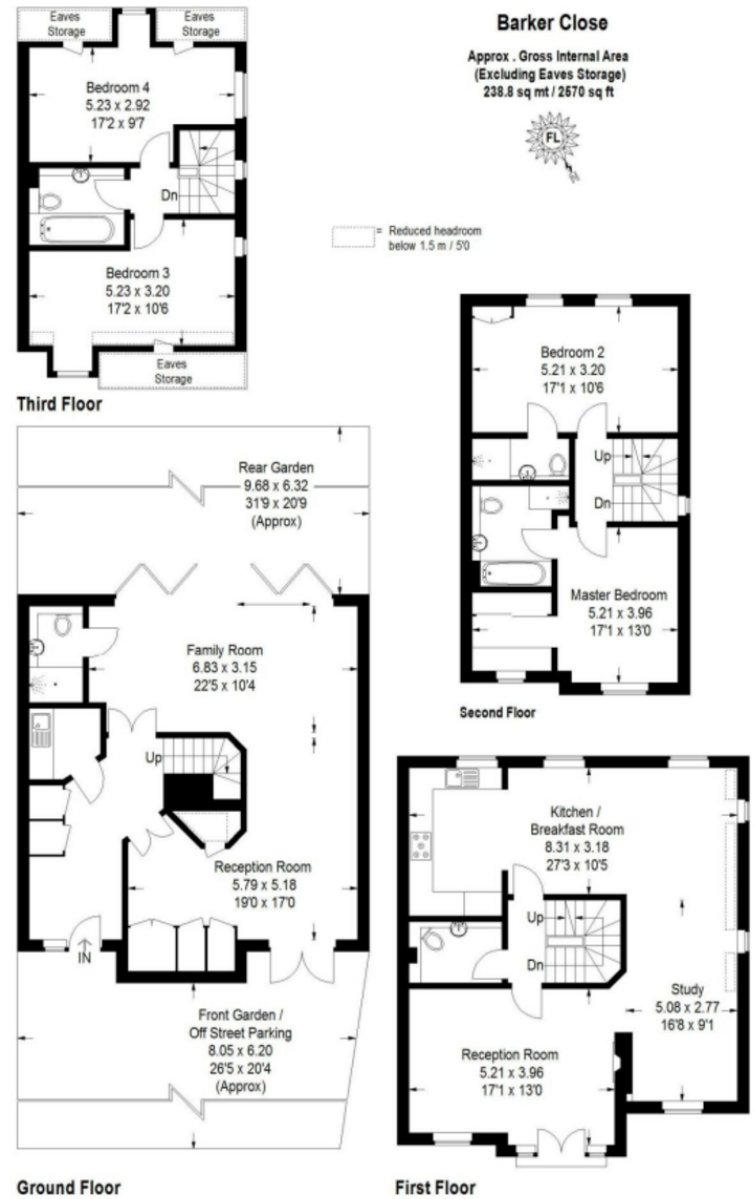 Barker Close
Approx . Gross Internal Area
(Excluding Eaves Storage)
238.8 sq mt / 2570 sq ft
FL
= Reduced headroom
below 1.5 m / 5'0
Eaves
Storage
Eaves
Storage
Bedroom 4
5.23 x 2.92
17'2 x 9'7
Dn
Bedroom 3
5.23 x 3.20
17'2 x 10'6
Eaves
Storage
Third Floor
Bedroom 2
5.21 x 3.20
17'1 x 10'6
Up
Dn
Master Bedroom
5.21 x 3.96
17'1 x 13'0
Second Floor
Rear Garden
9.68 x 6.32
31'9 x 20'9
(Approx)
Family Room
6.83 x 3.15
22'5 x 10'4
Up
Reception Room
5.79 x 5.18
19'0 x 17'0
IN
Front Garden /
Off Street Parking
8.05 x 6.20
26'5 x 20'4
(Approx)
Ground Floor
Kitchen /
Breakfast Room
8.31 x 3.18
27'3 x 10'5
Up
Dn
Study
5.08 x 2.77
16'8 x 9'1
Reception Room
5.21 x 3.96
17'1 x 13'0
First Floor